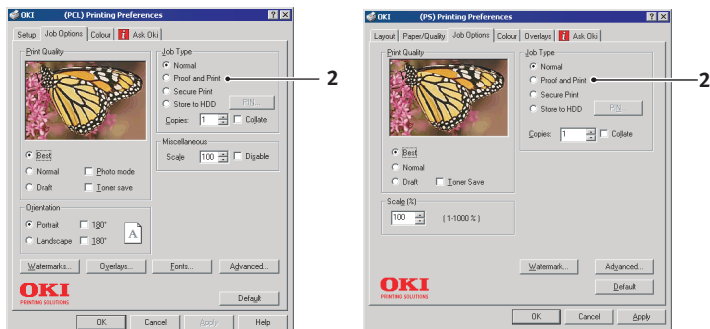 OKI (PCL) Printing Preferences
Setup Job Options Colour Ask Oki
Print Quality
Best
Normal Photo mode
Draft Toner save
Orientation
Portrait 180°
Landscape 180°
A
Job Type
Normal
Proof and Print
2
Secure Print
Store to HDD PIN...
Copies: 1 Collate
Miscellaneous
Scale 100 Disable
Watermarks... Overlays... Fonts... Advanced...
OKI
PRINTING SOLUTIONS
Default
OK Cancel Apply Help
OKI (PS) Printing Preferences
Layout Paper/Quality Job Options Colour Overlays Ask Oki
Print Quality
Best
Normal
Draft Toner Save
Scale (%)
100 (1-1000 %)
Job Type
Normal
Proof and Print
2
Secure Print
Store to HDD PIN
Copies: 1 Collate
Watermark... Advanced...
OKI
PRINTING SOLUTIONS
Default
OK Cancel Apply